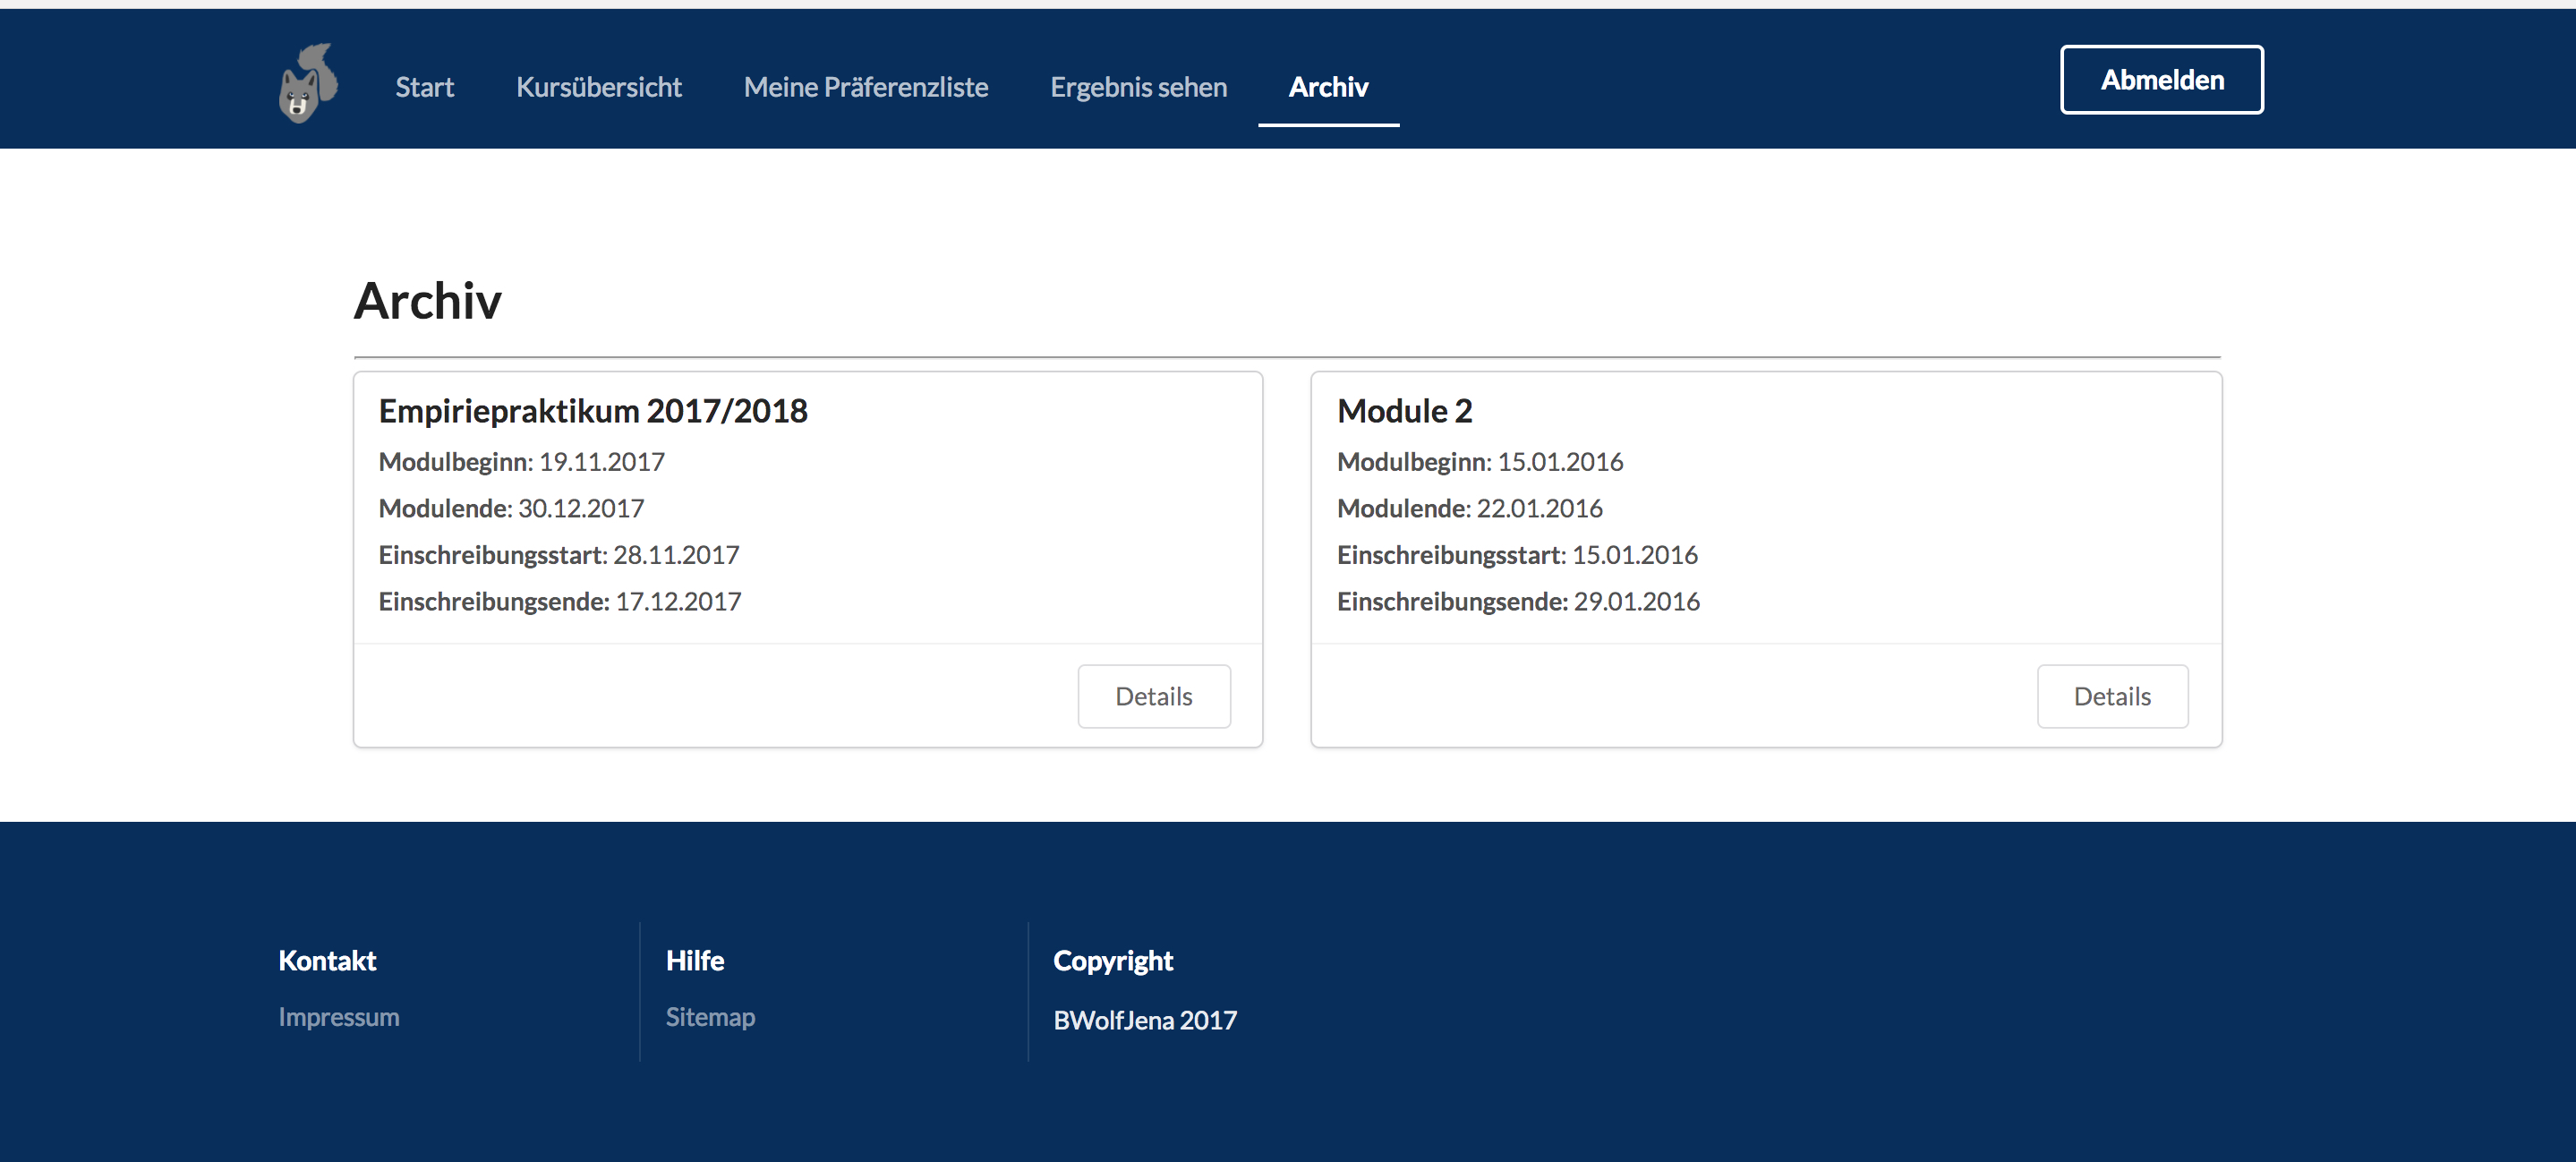 Start
Kursübersicht
Meine Präferenzliste
Ergebnis sehen
Archiv
Abmelden
Archiv
Empiriepraktikum 2017/2018
Modulbeginn: 19.11.2017
Modulende: 30.12.2017
Einschreibungsstart: 28.11.2017
Einschreibungsende: 17.12.2017
Details
Module 2
Modulbeginn: 15.01.2016
Modulende: 22.01.2016
Einschreibungsstart: 15.01.2016
Einschreibungsende: 29.01.2016
Details
Kontakt
Impressum
Hilfe
Sitemap
Copyright
BWolfJena 2017